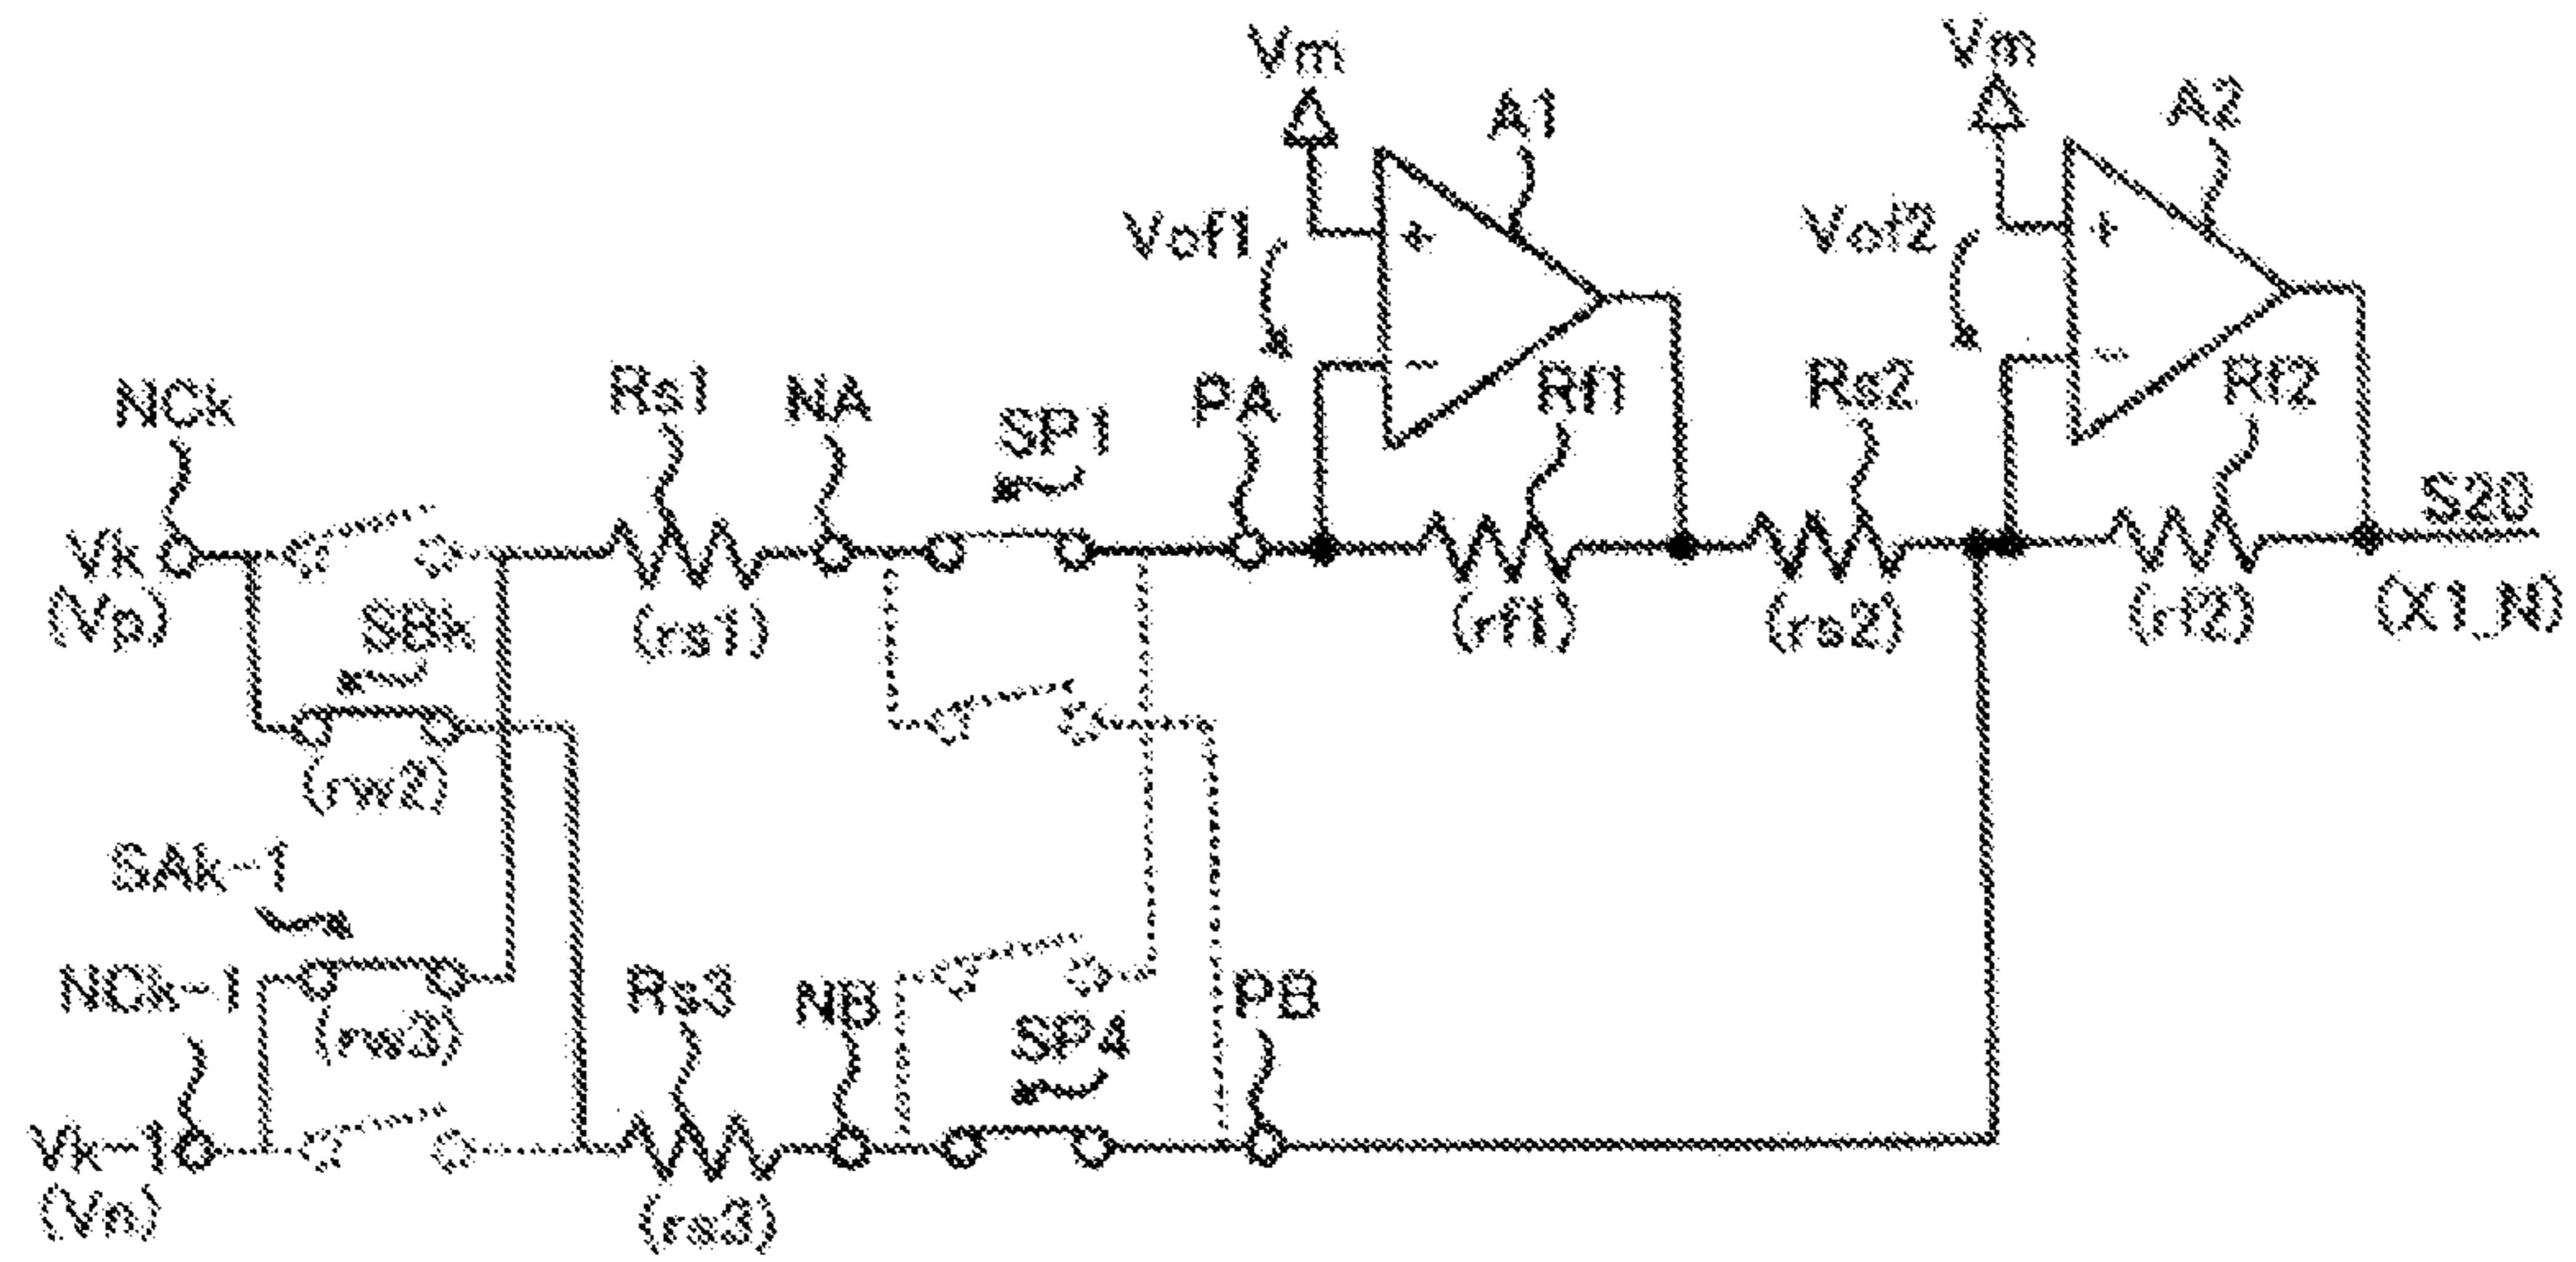 Vm
Vm
A1
A2
Vof1
Vof2
+
+
−
−
NCk
Rs1
NA
SP1
PA
Rf1
Rs2
Rf2
S20
Vk
(Vp)
SBk
(rs1)
(rf1)
(rs2)
(rf2)
(X1_N)
(rw2)
SAk-1
NCk-1
(rw3)
Rs3
NB
SP4
PB
Vk-1
(Vn)
(rs3)